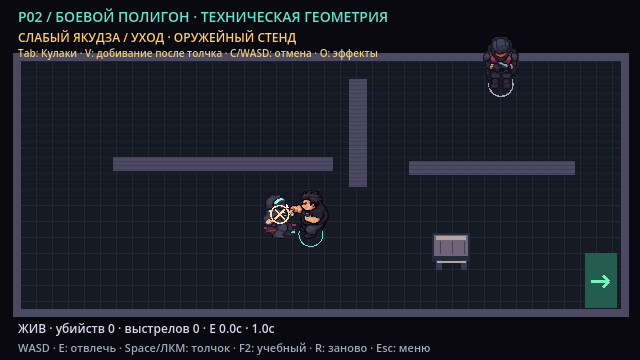 P02 / БОЕВОЙ ПОЛИГОН · ТЕХНИЧЕСКАЯ ГЕОМЕТРИЯ
СЛАБЫЙ ЯКУДЗА / УХОД · ОРУЖЕЙНЫЙ СТЕНД
Tab: Кулаки · V: добивание после толчка · C/WASD: отмена · O: эффекты
ЖИВ · убийств 0 · выстрелов 0 · E 0.0с · 1.0с
WASD · E: отвлечь · Space/ЛКМ: толчок · F2: учебный · R: заново · Esc: меню